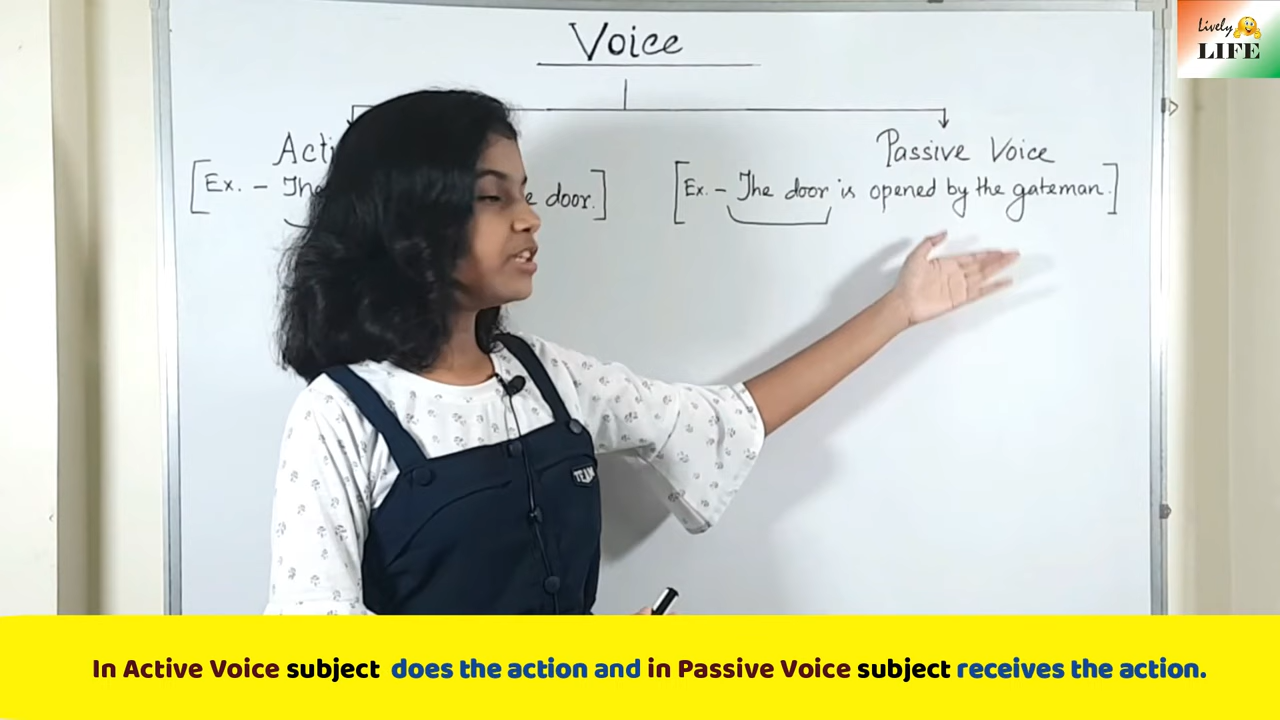 Voice
Lively
LIFE
Passive Voice
[Ex. - The
door.]
[Ex. - The door is opened by the gateman.]
TEAM
In Active Voice subject does the action and in Passive Voice subject receives the action.